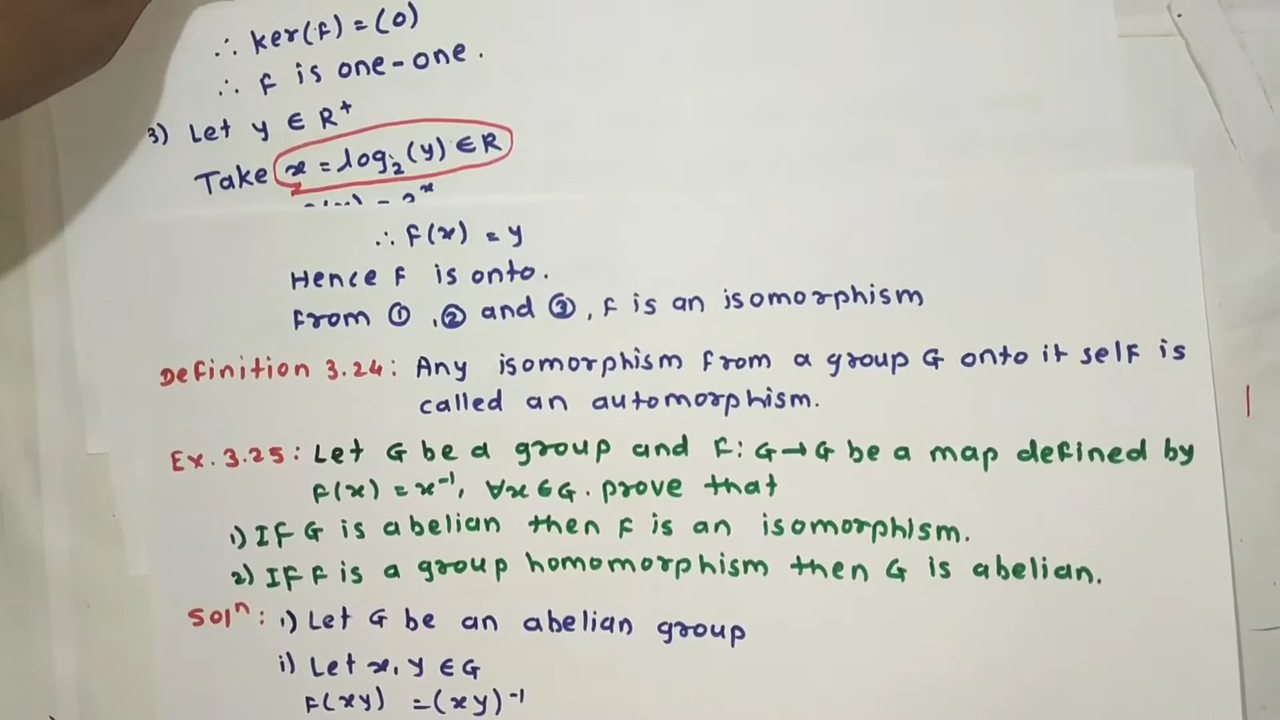 ∴ ker(f) = (0)
∴ f is one-one.
3) Let y ∈ R⁺
Take x = log₂(y) ∈ R
∴ f(x) = y
Hence f is onto.
From ①, ② and ③, f is an isomorphism
Definition 3.24: Any isomorphism from a group G onto it self is
called an automorphism.
Ex. 3.25: Let G be a group and f: G→G be a map defined by
f(x) = x⁻¹, ∀x∈G. prove that
1) If G is abelian then f is an isomorphism.
2) If f is a group homomorphism then G is abelian.
Solⁿ: 1) Let G be an abelian group
i) Let x, y ∈ G
f(xy) = (xy)⁻¹